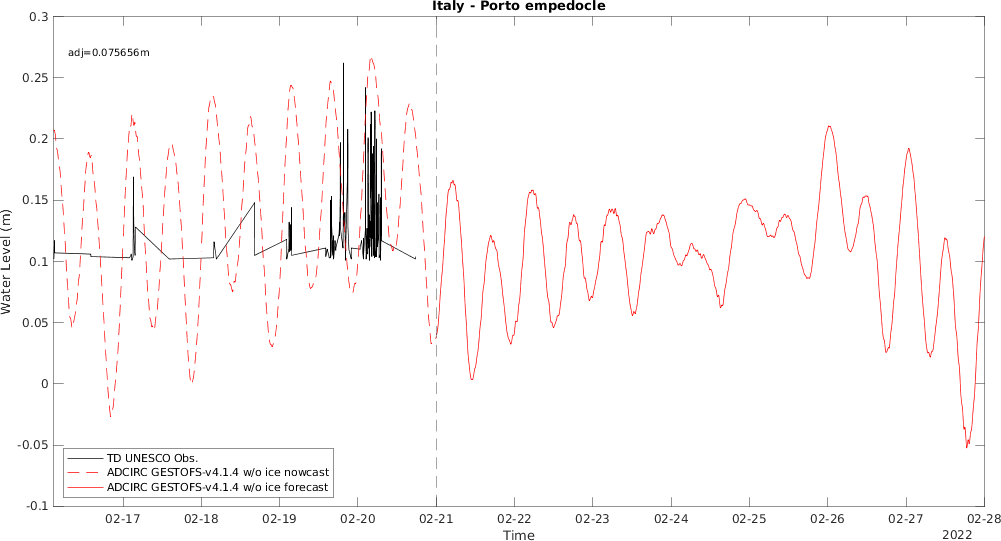 Italy - Porto empedocle
adj=0.075656m
0.3
0.25
0.2
0.15
0.1
0.05
0
-0.05
-0.1
Water Level (m)
TD UNESCO Obs.
ADCIRC GESTOFS-v4.1.4 w/o ice nowcast
ADCIRC GESTOFS-v4.1.4 w/o ice forecast
02-17 02-18 02-19 02-20 02-21 02-22 02-23 02-24 02-25 02-26 02-27 02-28
Time
2022